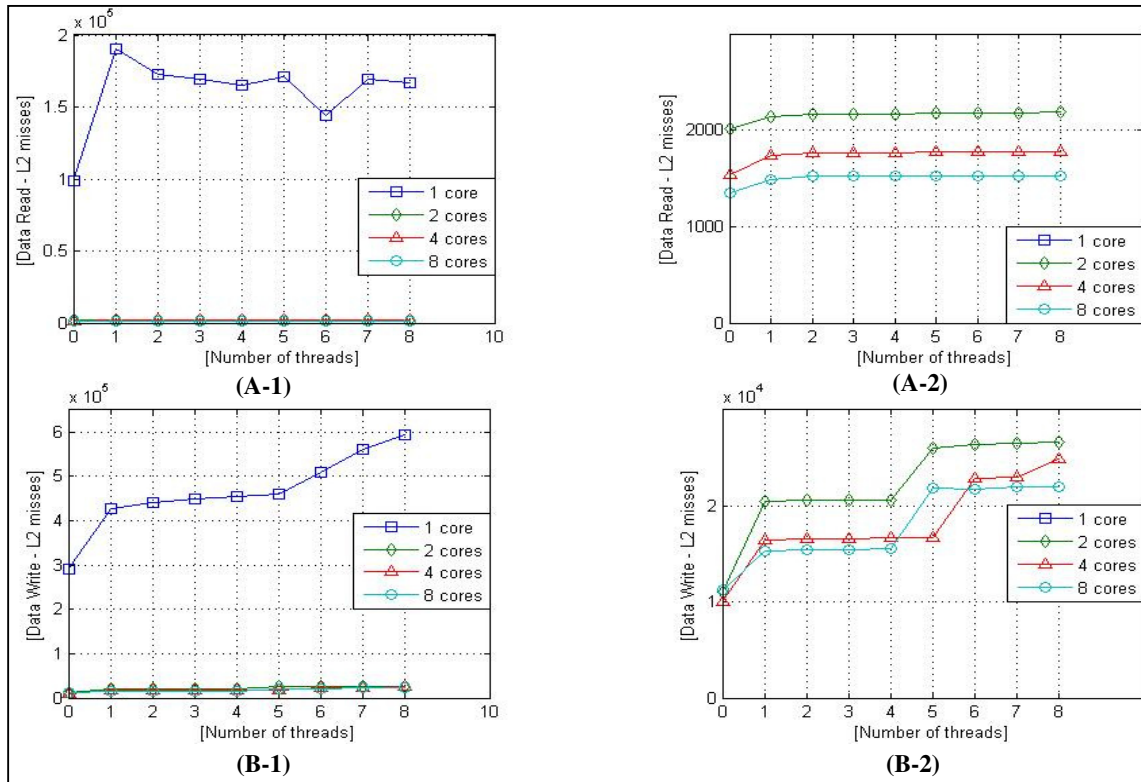 x 10⁵
2
1.5
1
0.5
0
[Data Read - L2 misses]
0 1 2 3 4 5 6 7 8 10
[Number of threads]
1 core
2 cores
4 cores
8 cores
(A-1)
2000
1000
0
[Data Read - L2 misses]
0 1 2 3 4 5 6 7 8
[Number of threads]
1 core
2 cores
4 cores
8 cores
(A-2)
x 10⁵
6
5
4
3
2
1
0
[Data Write - L2 misses]
0 1 2 3 4 5 6 7 8 10
[Number of threads]
1 core
2 cores
4 cores
8 cores
(B-1)
x 10⁴
2
1
0
[Data Write - L2 misses]
0 1 2 3 4 5 6 7 8
[Number of threads]
1 core
2 cores
4 cores
8 cores
(B-2)